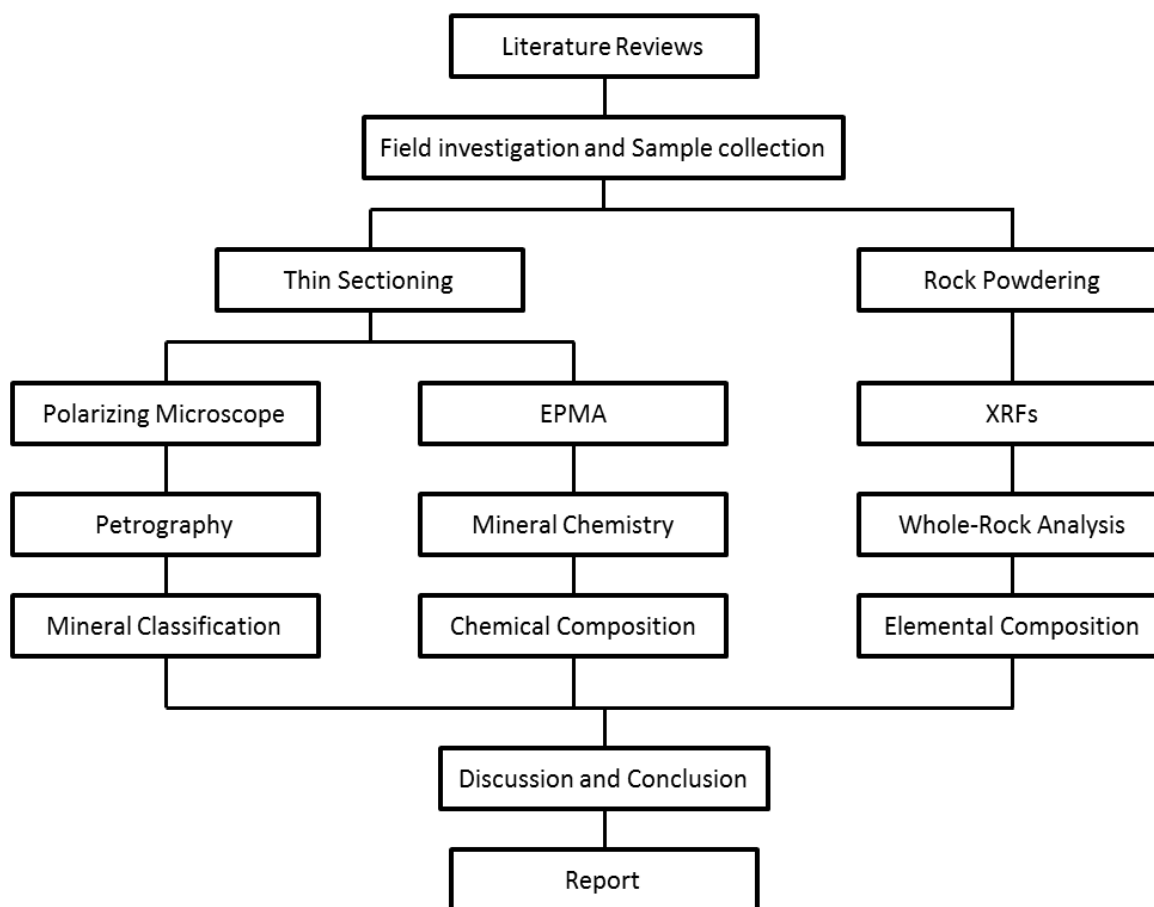 Literature Reviews
Field investigation and Sample collection
Thin Sectioning
Rock Powdering
Polarizing Microscope
EPMA
XRFs
Petrography
Mineral Chemistry
Whole-Rock Analysis
Mineral Classification
Chemical Composition
Elemental Composition
Discussion and Conclusion
Report